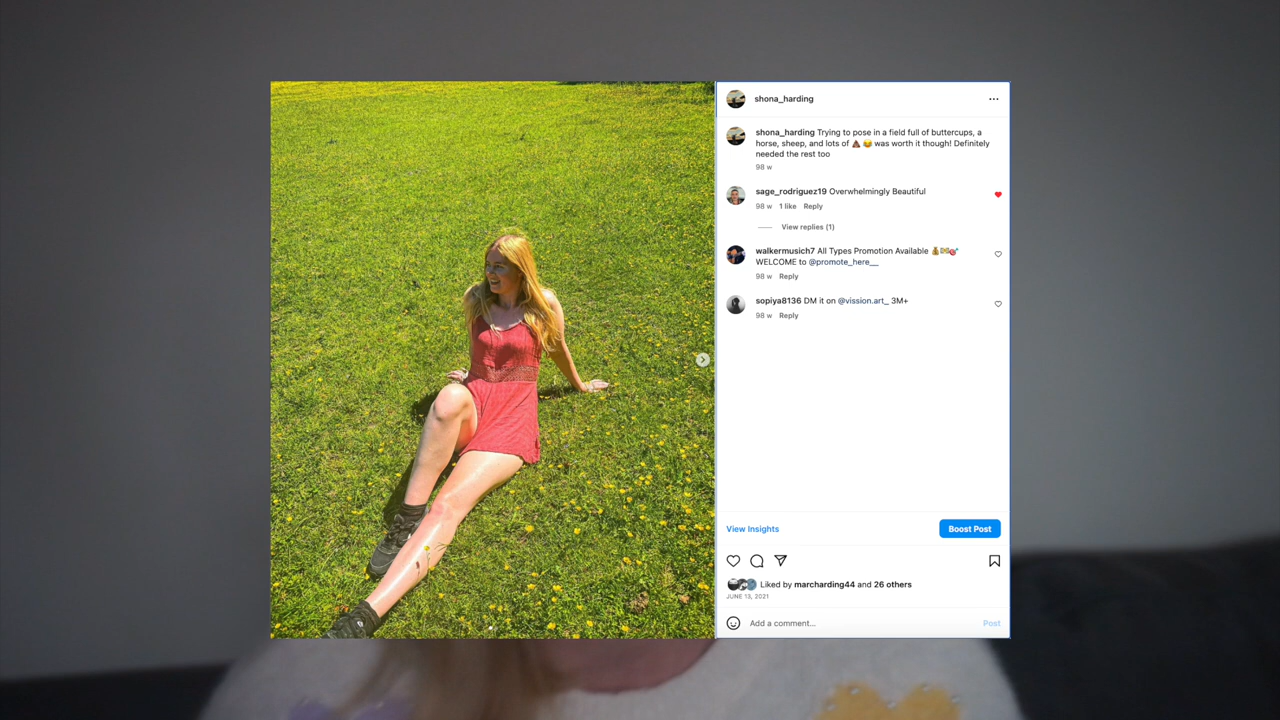 shona_harding
shona_harding Trying to pose in a field full of buttercups, a
horse, sheep, and lots of 💩 😂 was worth it though! Definitely
needed the rest too
98 w
sage_rodriguez19 Overwhelmingly Beautiful
98 w 1 like Reply
View replies (1)
walkermusich7 All Types Promotion Available 💰💸🎯
WELCOME to @promote_here__
98 w Reply
sopiya8136 DM it on @vission.art_ 3M+
98 w Reply
View Insights
Boost Post
Liked by marcharding44 and 26 others
JUNE 13, 2021
Add a comment...
Post